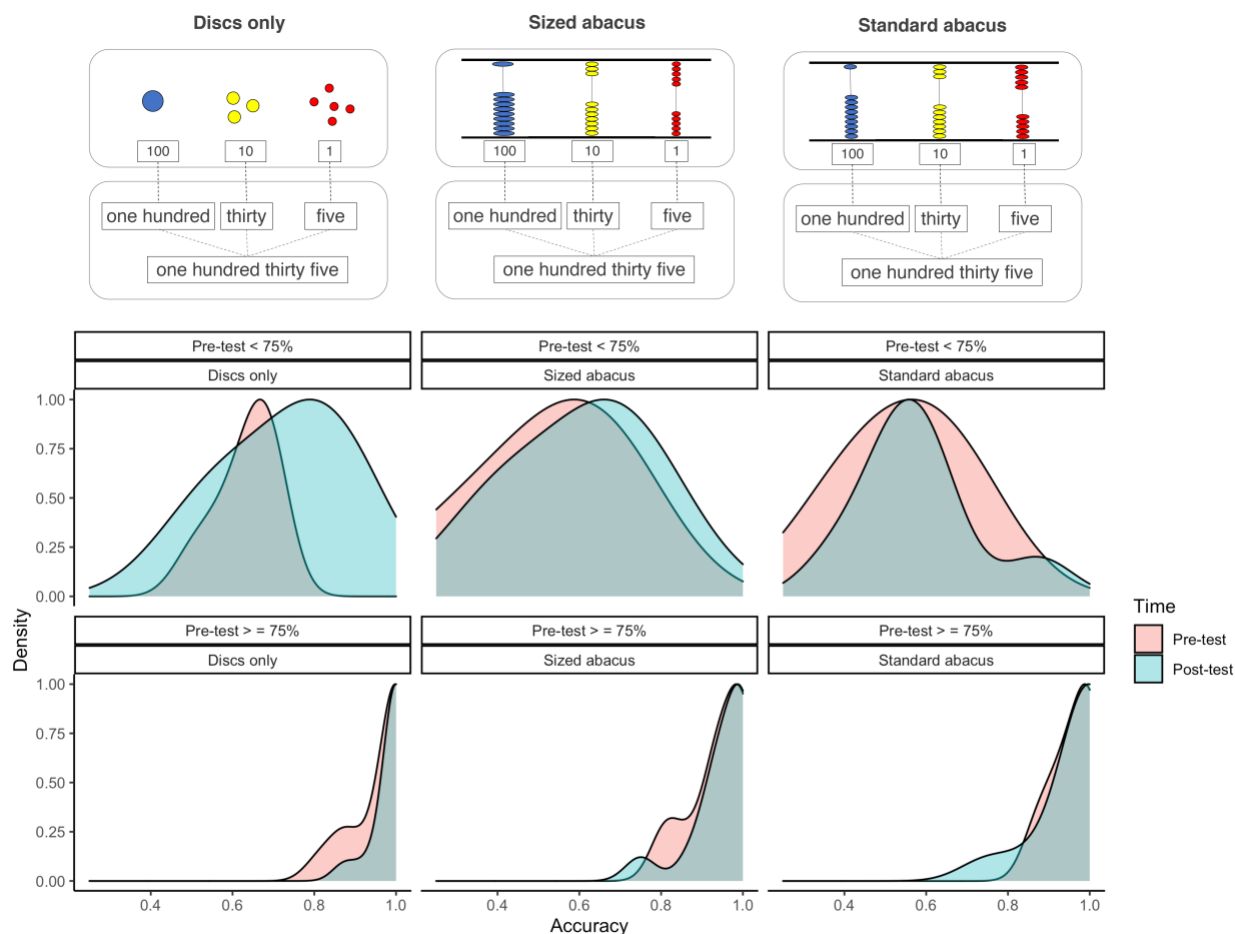 Discs only
Sized abacus
Standard abacus
100 10 1
100 10 1
100 10 1
one hundred thirty five
one hundred thirty five
one hundred thirty five
one hundred thirty five
one hundred thirty five
one hundred thirty five
Pre-test < 75%
Pre-test < 75%
Pre-test < 75%
Discs only
Sized abacus
Standard abacus
1.00
0.75
0.50
0.25
0.00
Density
Pre-test > = 75%
Pre-test > = 75%
Pre-test > = 75%
Discs only
Sized abacus
Standard abacus
1.00
0.75
0.50
0.25
0.00
0.4 0.6 0.8 1.0
0.4 0.6 0.8 1.0
0.4 0.6 0.8 1.0
Accuracy
Time
Pre-test
Post-test